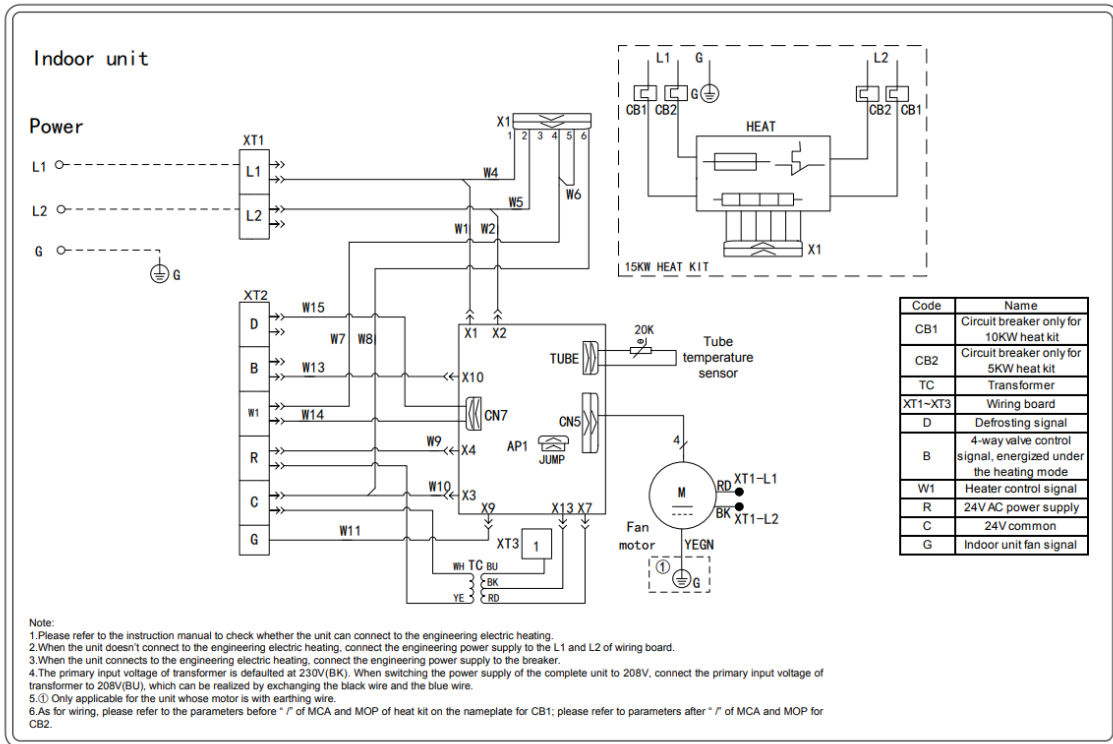 Indoor unit
Power
L1
L2
G
G
XT1
L1
L2
X1
1 2 3 4 5 6
W4
W5
W6
W1 W2
L1 G L2
CB1 CB2 G CB2 CB1
HEAT
X1
15KW HEAT KIT
XT2
D
B
W1
R
C
G
W15
W7 W8
W13
W14
W9
W10
W11
X1 X2
X10
CN7
X4
X3
X9
X13 X7
AP1
JUMP
TUBE
CN5
20K
Tube
temperature
sensor
4
M
RD XT1-L1
BK XT1-L2
Fan
motor
YEGN
① G
XT3 1
WH TC BU
BK
YE RD
Code Name
CB1 Circuit breaker only for
10KW heat kit
CB2 Circuit breaker only for
5KW heat kit
TC Transformer
XT1~XT3 Wiring board
D Defrosting signal
B 4-way valve control
signal, energized under
the heating mode
W1 Heater control signal
R 24V AC power supply
C 24V common
G Indoor unit fan signal
Note:
1.Please refer to the instruction manual to check whether the unit can connect to the engineering electric heating.
2.When the unit doesn't connect to the engineering electric heating, connect the engineering power supply to the L1 and L2 of wiring board.
3.When the unit connects to the engineering electric heating, connect the engineering power supply to the breaker.
4.The primary input voltage of transformer is defaulted at 230V(BK). When switching the power supply of the complete unit to 208V, connect the primary input voltage of
transformer to 208V(BU), which can be realized by exchanging the black wire and the blue wire.
5.① Only applicable for the unit whose motor is with earthing wire.
6.As for wiring, please refer to the parameters before " /" of MCA and MOP of heat kit on the nameplate for CB1; please refer to parameters after " /" of MCA and MOP for
CB2.